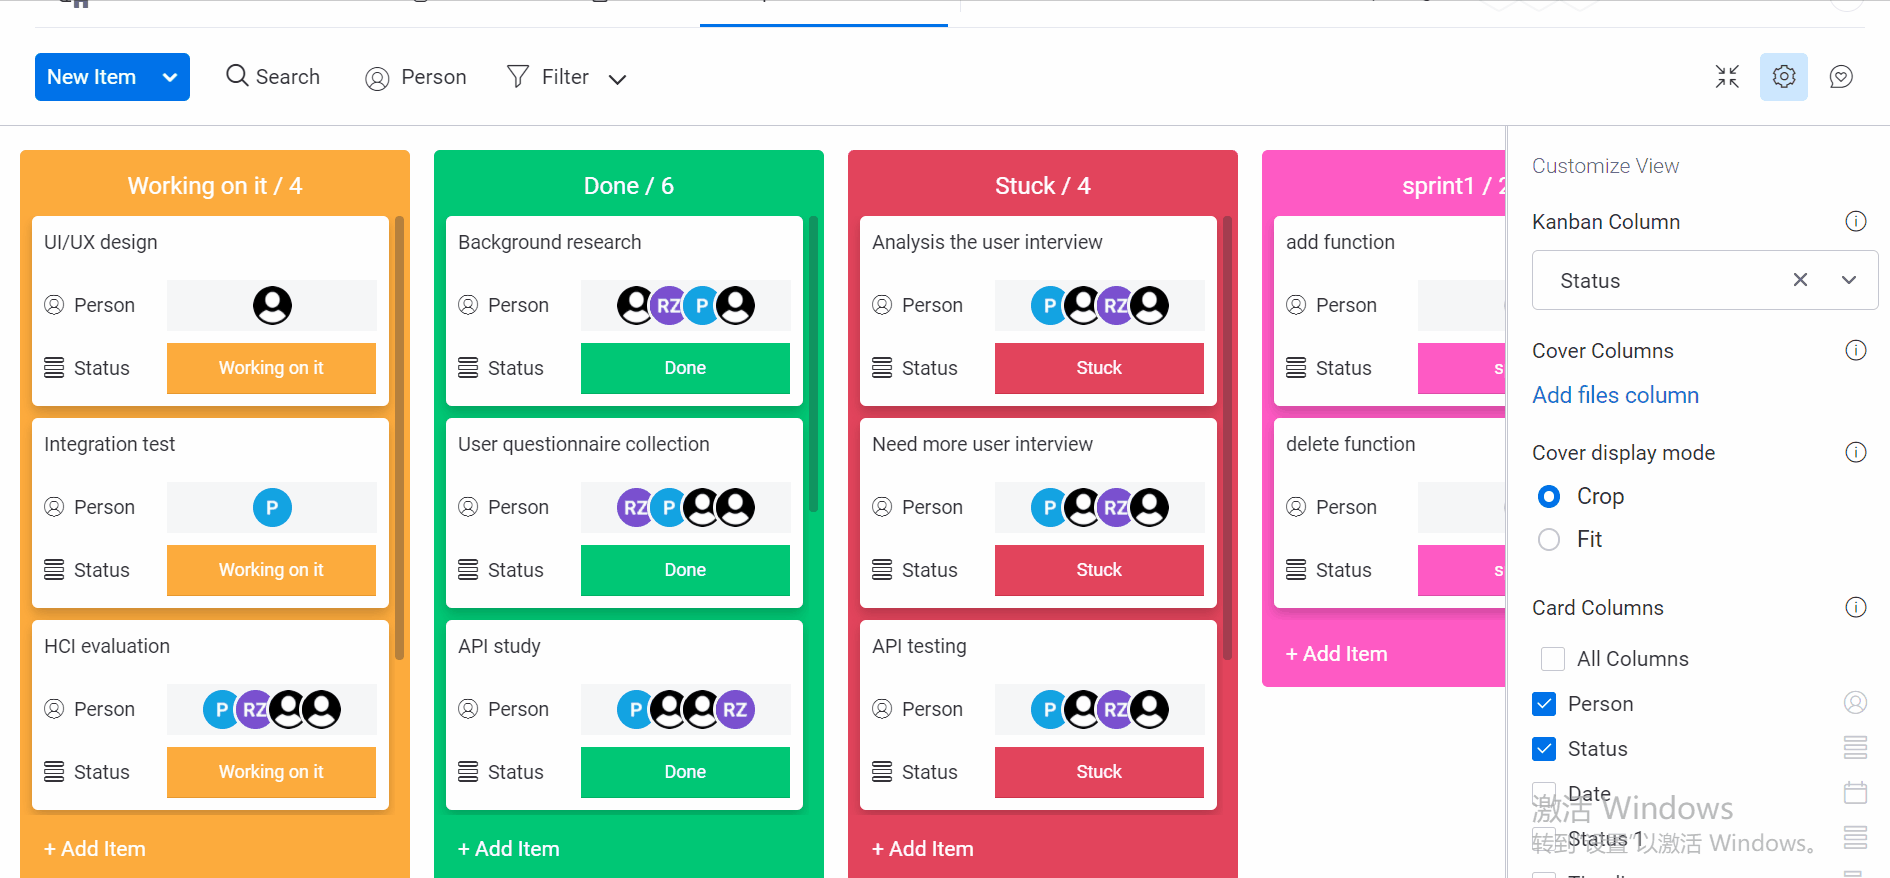 New Item
Search
Person
Filter
Working on it / 4
UI/UX design
Person
Status
Working on it
Integration test
Person
P
Status
Working on it
HCI evaluation
Person
P RZ
Status
Working on it
+ Add Item
Done / 6
Background research
Person
RZ P
Status
Done
User questionnaire collection
Person
RZ P
Status
Done
API study
Person
P RZ
Status
Done
+ Add Item
Stuck / 4
Analysis the user interview
Person
P RZ
Status
Stuck
Need more user interview
Person
P RZ
Status
Stuck
API testing
Person
P RZ
Status
Stuck
+ Add Item
sprint1 / 2
add function
Person
Status
s
delete function
Person
Status
s
+ Add Item
Customize View
Kanban Column
Status
Cover Columns
Add files column
Cover display mode
Crop
Fit
Card Columns
All Columns
Person
Status
Date
Status 1
激活 Windows
转到"设置"以激活 Windows。